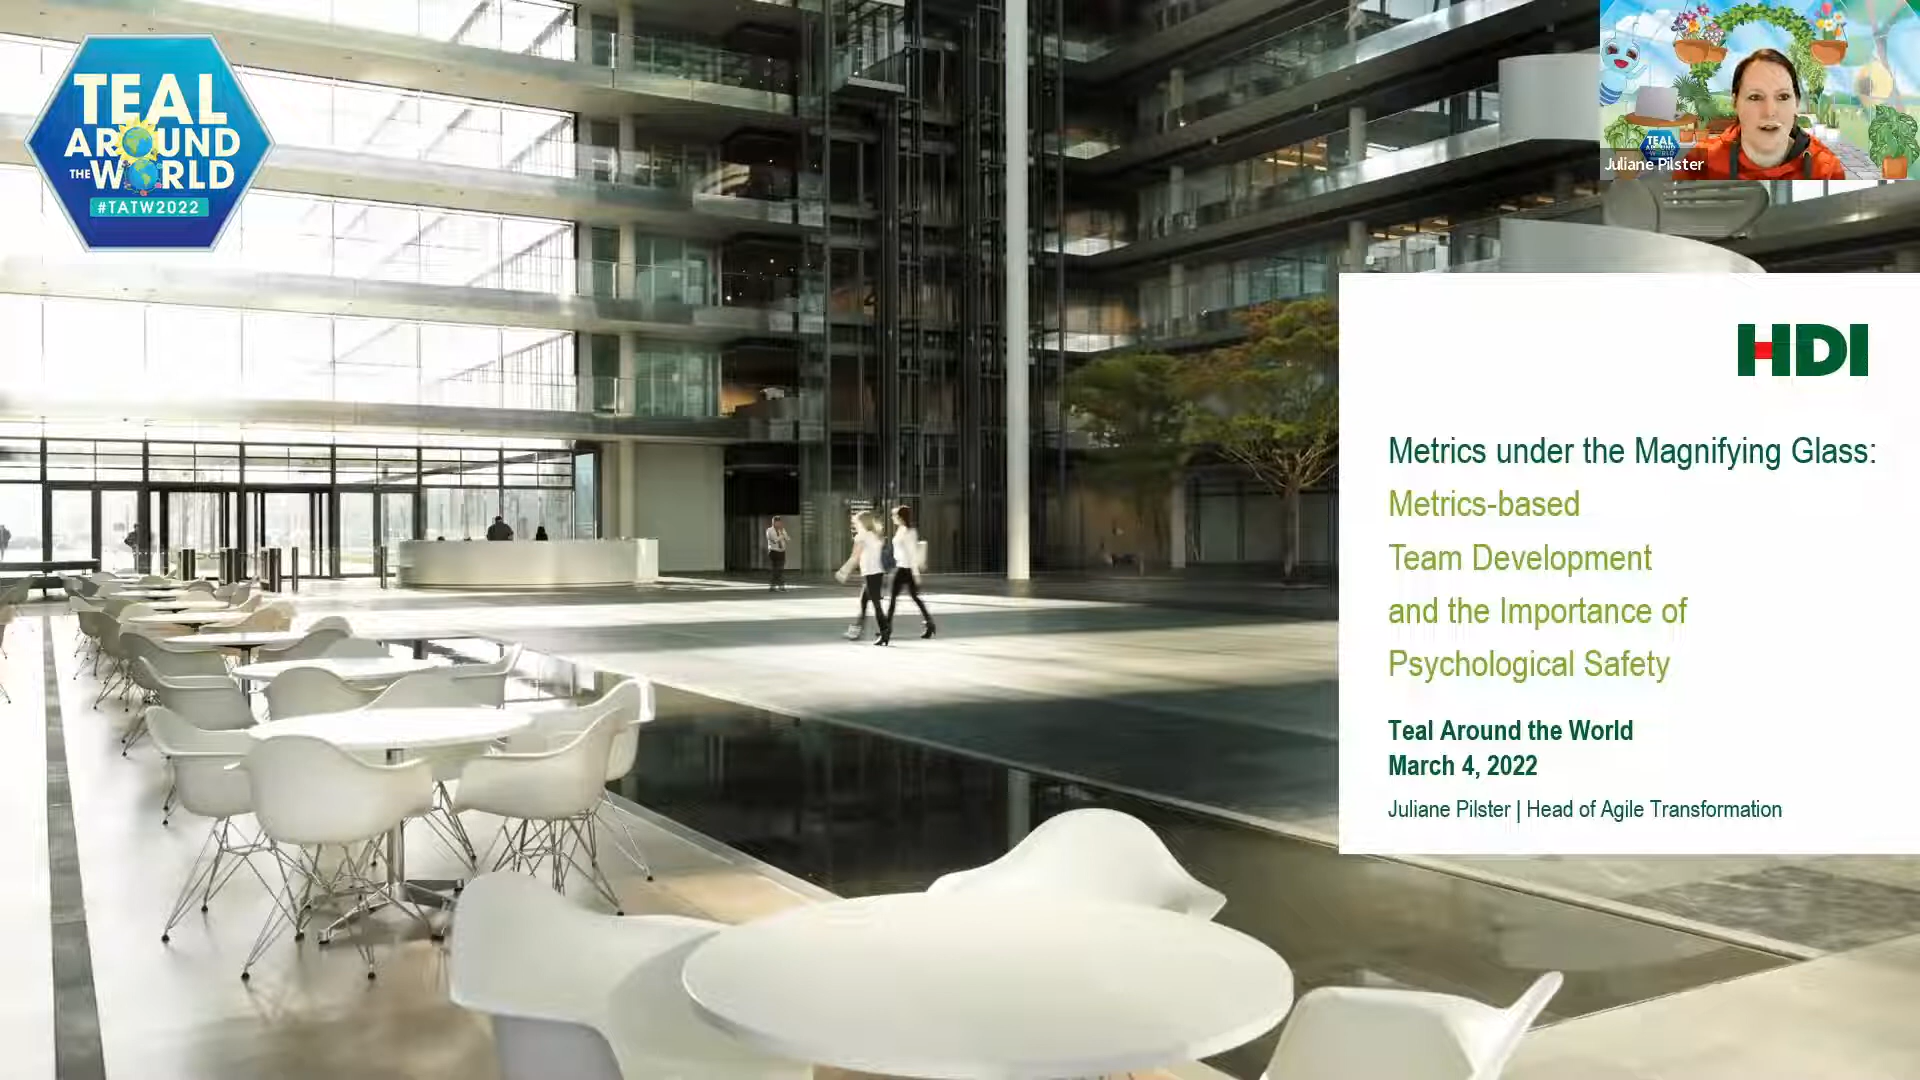 TEAL
AROUND
THE WORLD
#TATW2022
TEAL
Juliane Pilster
HDI
Metrics under the Magnifying Glass:
Metrics-based
Team Development
and the Importance of
Psychological Safety
Teal Around the World
March 4, 2022
Juliane Pilster | Head of Agile Transformation